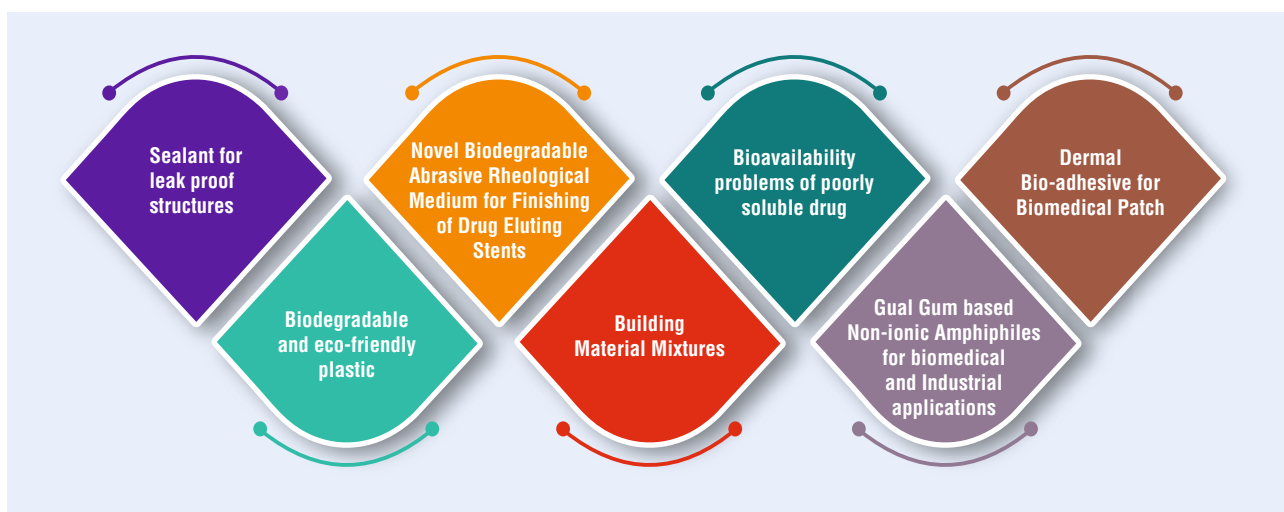 Sealant for
leak proof
structures
Biodegradable
and eco-friendly
plastic
Novel Biodegradable
Abrasive Rheological
Medium for Finishing
of Drug Eluting
Stents
Building
Material Mixtures
Bioavailability
problems of poorly
soluble drug
Gual Gum based
Non-ionic Amphiphiles
for biomedical
and Industrial
applications
Dermal
Bio-adhesive for
Biomedical Patch